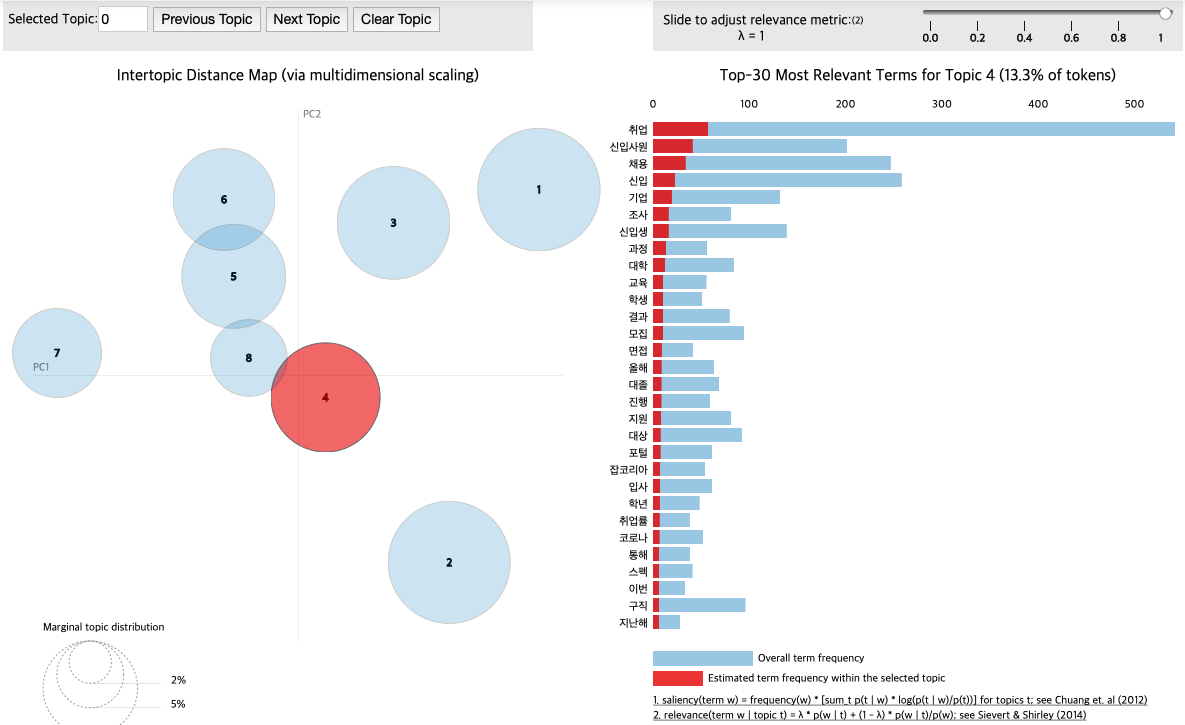 Selected Topic: 0 Previous Topic Next Topic Clear Topic
Slide to adjust relevance metric:(2)
λ = 1
0.0 0.2 0.4 0.6 0.8 1
Intertopic Distance Map (via multidimensional scaling)
PC2
6
1
3
5
7
8
PC1
4
2
Marginal topic distribution
2%
5%
Top-30 Most Relevant Terms for Topic 4 (13.3% of tokens)
0 100 200 300 400 500
취업
신입사원
채용
신입
기업
조사
신입생
과정
대학
교육
학생
결과
모집
면접
올해
대졸
진행
지원
대상
포털
잡코리아
입사
학년
취업률
코로나
통해
스펙
이번
구직
지난해
Overall term frequency
Estimated term frequency within the selected topic
1. saliency(term w) = frequency(w) * [sum_t p(t | w) * log(p(t | w)/p(t))] for topics t; see Chuang et. al (2012)
2. relevance(term w | topic t) = λ * p(w | t) + (1 - λ) * p(w | t)/p(w); see Sievert & Shirley (2014)